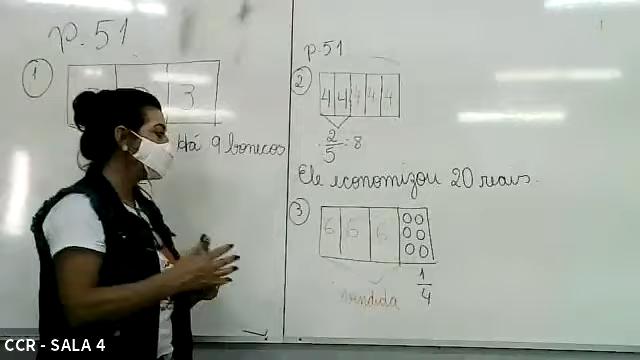 p. 51
1
3
Há 9 bonecos
p. 51
2
4 4 4 4 4
2/5 = 8
Ele economizou 20 reais.
3
6 6 6
1/4
vendida
CCR - SALA 4